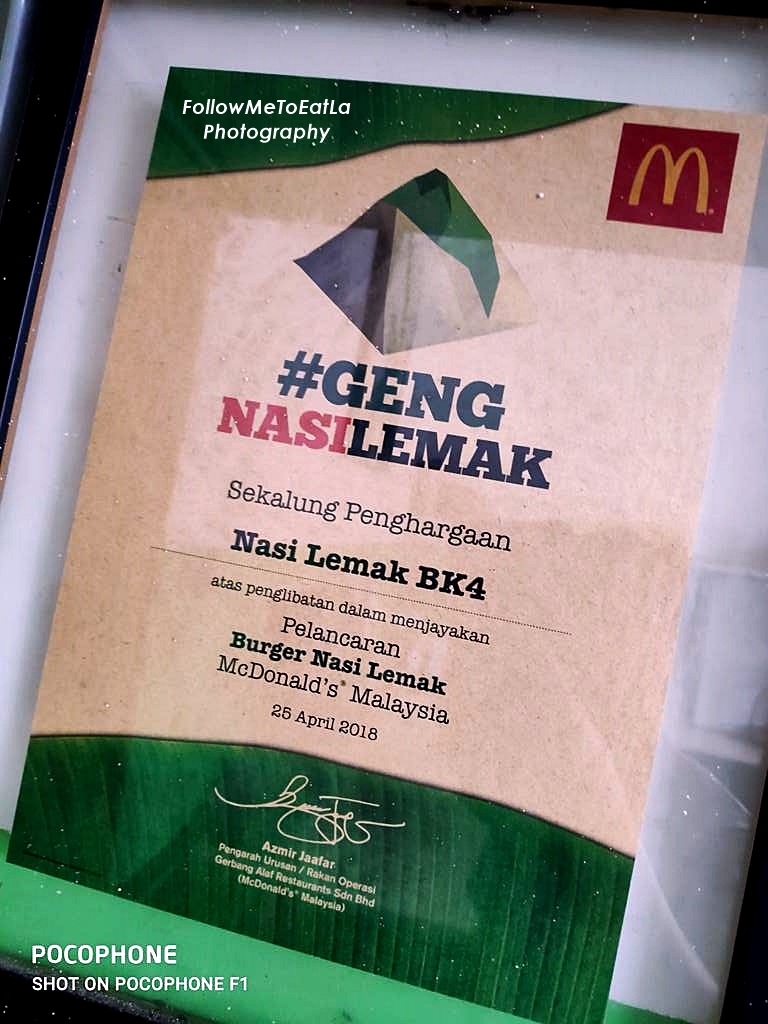 FollowMeToEatLa
Photography
#GENG
NASILEMAK
Sekalung Penghargaan
Nasi Lemak BK4
atas penglibatan dalam menjayakan
Pelancaran
Burger Nasi Lemak
McDonald's® Malaysia
25 April 2018
Azmir Jaafar
Pengarah Urusan / Rakan Operasi
Gerbang Alaf Restaurants Sdn Bhd
(McDonald's® Malaysia)
POCOPHONE
SHOT ON POCOPHONE F1